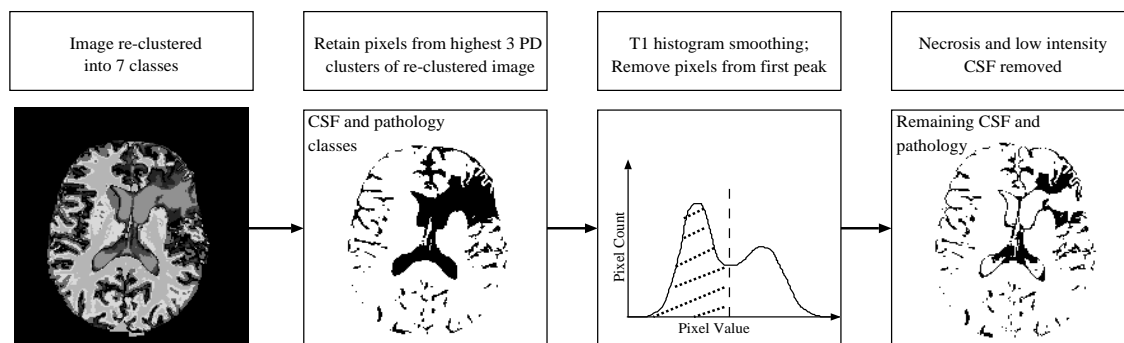 Image re-clustered
into 7 classes
Retain pixels from highest 3 PD
clusters of re-clustered image
T1 histogram smoothing;
Remove pixels from first peak
Necrosis and low intensity
CSF removed
CSF and pathology
classes
Pixel Count
Pixel Value
Remaining CSF and
pathology